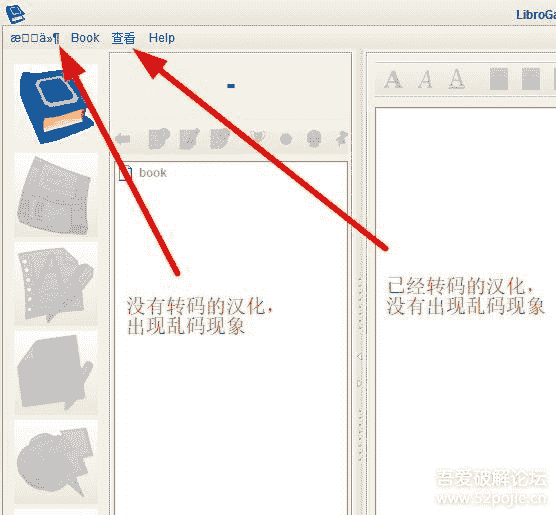 LibroGa
æ□□ä»¶ Book 查看 Help
book
没有转码的汉化，
出现乱码现象
已经转码的汉化，
没有出现乱码现象
吾爱破解论坛
www.52pojie.cn